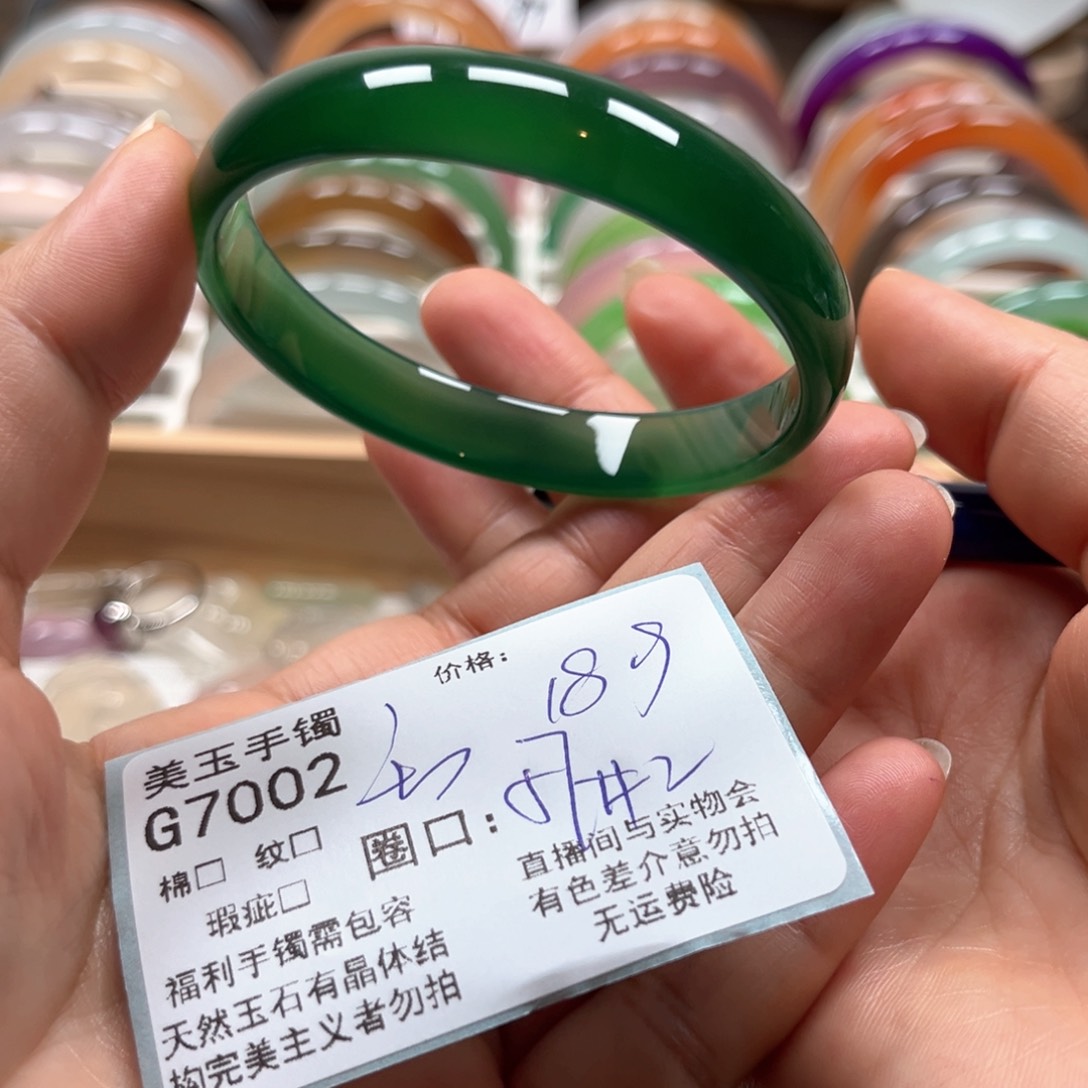 价格:
189
美玉手镯
G7002
圈口:
57
棉□ 纹□
瑕疵□
直播间与实物会
有色差介意勿拍
无运费险
福利手镯需包容
天然玉石有晶体结
构完美主义者勿拍